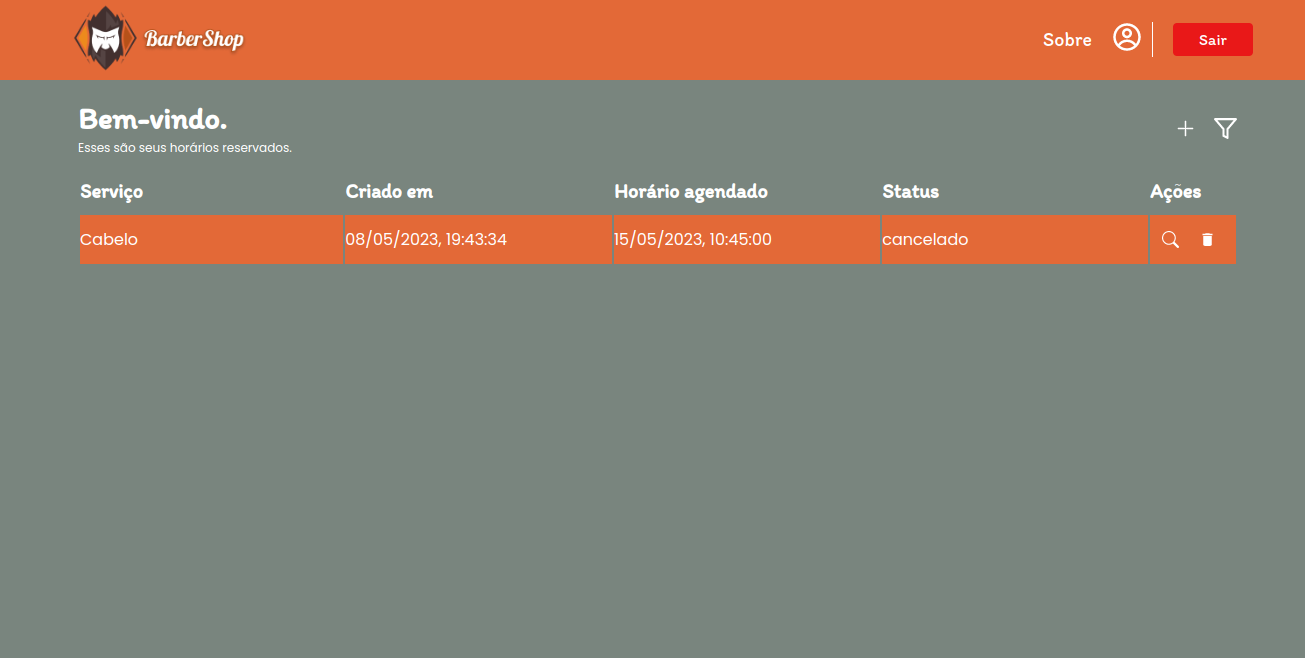 BarberShop
Sobre
Sair
Bem-vindo.
Esses são seus horários reservados.
Serviço Criado em Horário agendado Status Ações
Cabelo 08/05/2023, 19:43:34 15/05/2023, 10:45:00 cancelado